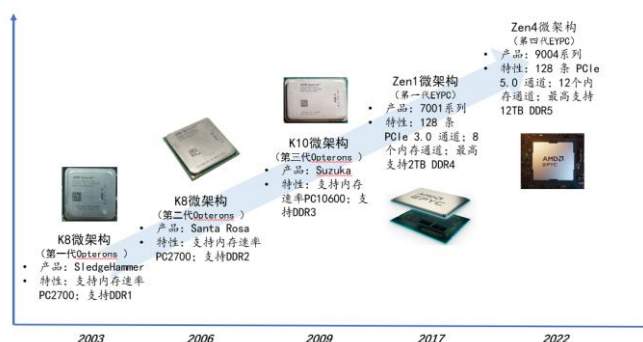 K8微架构
(第一代Opterons )
• 产品: SledgeHammer
• 特性: 支持内存速率
PC2700; 支持DDR1
K8微架构
(第二代Opterons )
• 产品: Santa Rosa
• 特性: 支持内存速率
PC2700; 支持DDR2
K10微架构
(第三代Opterons )
• 产品: Suzuka
• 特性: 支持内存
速率PC10600; 支
持DDR3
Zen1微架构
(第一代EYPC)
• 产品: 7001系列
• 特性: 128 条
PCIe 3.0 通道; 8
个内存通道; 最高
支持2TB DDR4
Zen4微架构
(第四代EYPC)
• 产品: 9004系列
• 特性: 128 条 PCIe
5.0 通道; 12个内
存通道; 最高支持
12TB DDR5
AMD
EPYC
2003 2006 2009 2017 2022